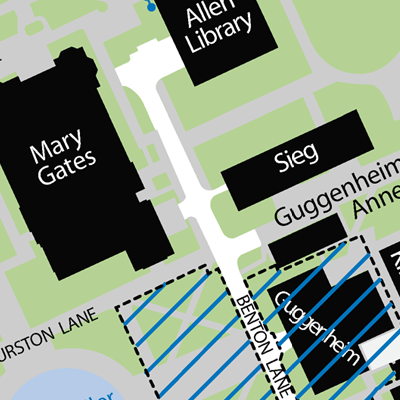 Allen
Library
Mary
Gates
Sieg
Guggenheim
Anne
Guggenheim
BENTON LANE
URSTON LANE